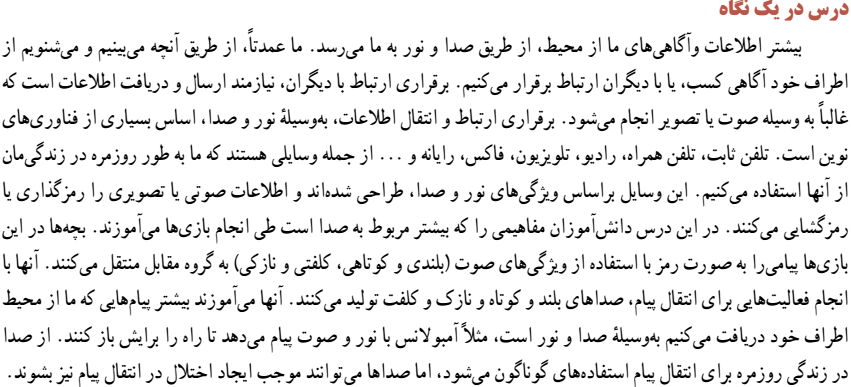 درس در یک نگاه
بیشتر اطلاعات وآگاهی‌های ما از محیط، از طریق صدا و نور به ما می‌رسد. ما عمدتاً، از طریق آنچه می‌بینیم و می‌شنویم از
اطراف خود آگاهی کسب، یا با دیگران ارتباط برقرار می‌کنیم. برقراری ارتباط با دیگران، نیازمند ارسال و دریافت اطلاعات است که
غالباً به وسیله صوت یا تصویر انجام می‌شود. برقراری ارتباط و انتقال اطلاعات، به‌وسیلهٔ نور و صدا، اساس بسیاری از فناوری‌های
نوین است. تلفن ثابت، تلفن همراه، رادیو، تلویزیون، فاکس، رایانه و ... از جمله وسایلی هستند که ما به طور روزمره در زندگی‌مان
از آنها استفاده می‌کنیم. این وسایل براساس ویژگی‌های نور و صدا، طراحی شده‌اند و اطلاعات صوتی یا تصویری را رمزگذاری یا
رمزگشایی می‌کنند. در این درس دانش‌آموزان مفاهیمی را که بیشتر مربوط به صدا است طی انجام بازی‌ها می‌آموزند. بچه‌ها در این
بازی‌ها پیامی‌را به صورت رمز با استفاده از ویژگی‌های صوت (بلندی و کوتاهی، کلفتی و نازکی) به گروه مقابل منتقل می‌کنند. آنها با
انجام فعالیت‌هایی برای انتقال پیام، صداهای بلند و کوتاه و نازک و کلفت تولید می‌کنند. آنها می‌آموزند بیشتر پیام‌هایی که ما از محیط
اطراف خود دریافت می‌کنیم به‌وسیلهٔ صدا و نور است، مثلاً آمبولانس با نور و صوت پیام می‌دهد تا راه را برایش باز کنند. از صدا
در زندگی روزمره برای انتقال پیام استفاده‌های گوناگون می‌شود، اما صداها می‌توانند موجب ایجاد اختلال در انتقال پیام نیز بشوند.